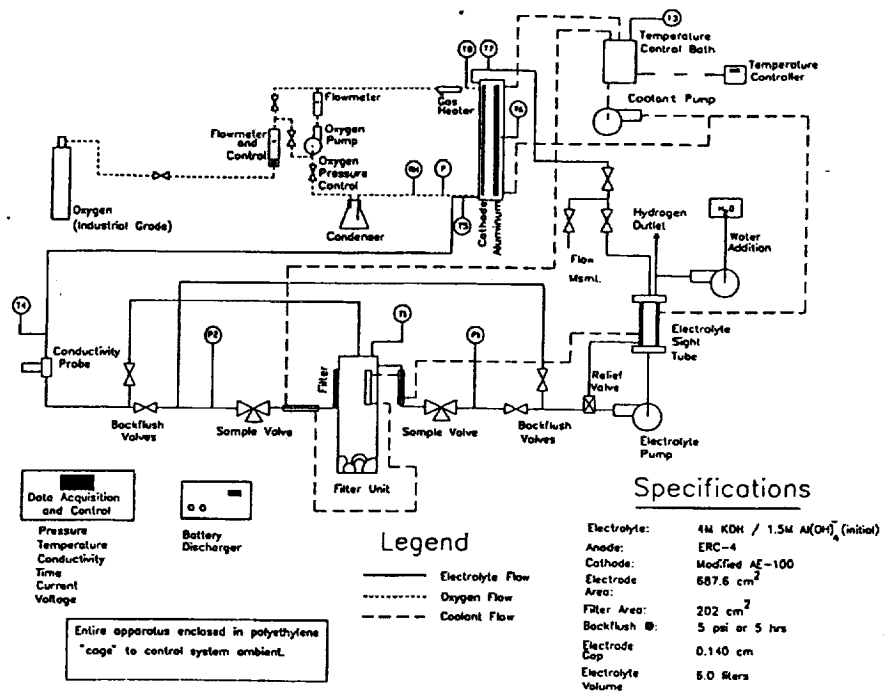 T3
Temperature
Control Bath
T8
T7
Temperature
Controller
Flowmeter
Gas
Heater
T6
Coolant Pump
Flowmeter
and
Control
Oxygen
Pump
Oxygen
Pressure
Control
RH
P
Oxygen
(Industrial Grade)
Condenser
T5
Cathode
Aluminum
Hydrogen
Outlet
H2O
Water
Addition
Flow
Msmt.
T4
P2
T1
P1
Electrolyte
Sight
Tube
Conductivity
Probe
Filter
Relief
Valve
Backflush
Valves
Sample Valve
Sample Valve
Backflush
Valves
Electrolyte
Pump
Filter Unit
Data Acquisition
and Control
Pressure
Temperature
Conductivity
Time
Current
Voltage
Battery
Discharger
Legend
Electrolyte Flow
Oxygen Flow
Coolant Flow
Entire apparatus enclosed in polyethylene
"cage" to control system ambient.
Specifications
Electrolyte: 4M KOH / 1.5M Al(OH)4− (initial)
Anode: ERC-4
Cathode: Modified AE-100
Electrode Area: 687.6 cm2
Filter Area: 202 cm2
Backflush @: 5 psi or 5 hrs
Electrode Gap 0.140 cm
Electrolyte Volume 6.0 liters